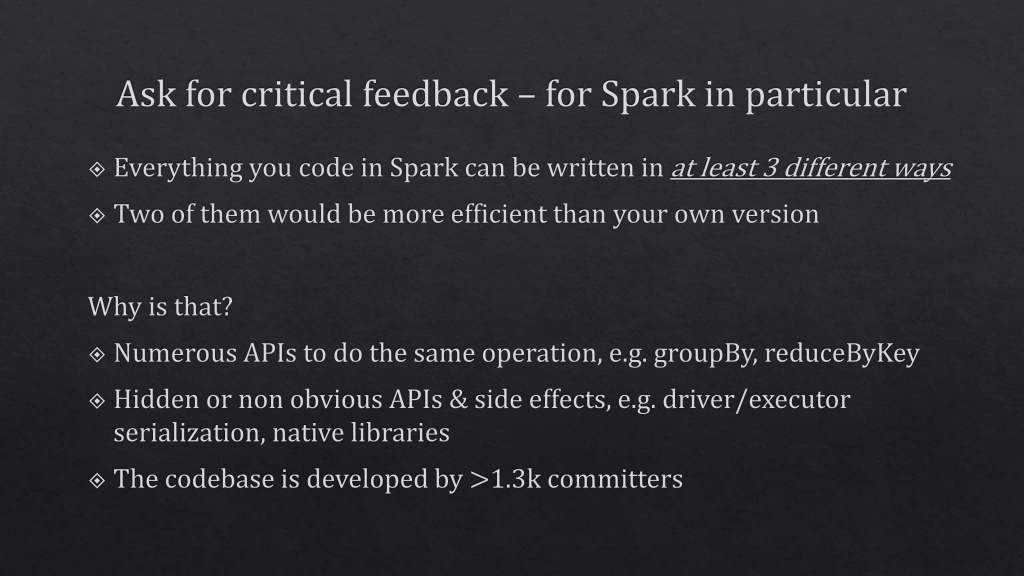 Ask for critical feedback – for Spark in particular
Everything you code in Spark can be written in at least 3 different ways
Two of them would be more efficient than your own version
Why is that?
Numerous APIs to do the same operation, e.g. groupBy, reduceByKey
Hidden or non obvious APIs & side effects, e.g. driver/executor
serialization, native libraries
The codebase is developed by >1.3k committers